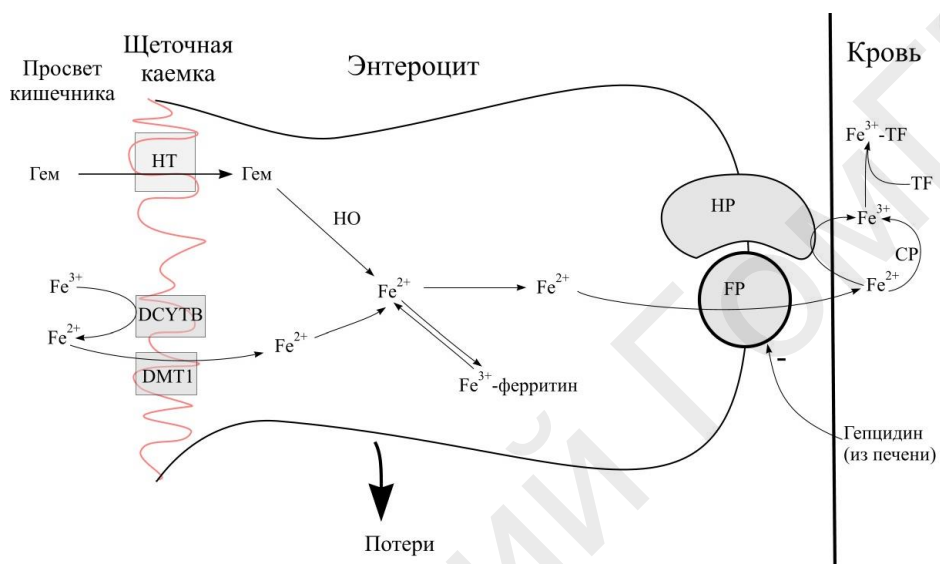 Щеточная
каемка
Энтероцит
Кровь
Просвет
кишечника
Fe³⁺-TF
HT
Гем
Гем
TF
HP
Fe³⁺
HO
CP
Fe³⁺
Fe²⁺
Fe²⁺
FP
Fe²⁺
DCYTB
Fe²⁺
Fe²⁺
DMT1
-
Fe³⁺-ферритин
Гепцидин
(из печени)
Потери